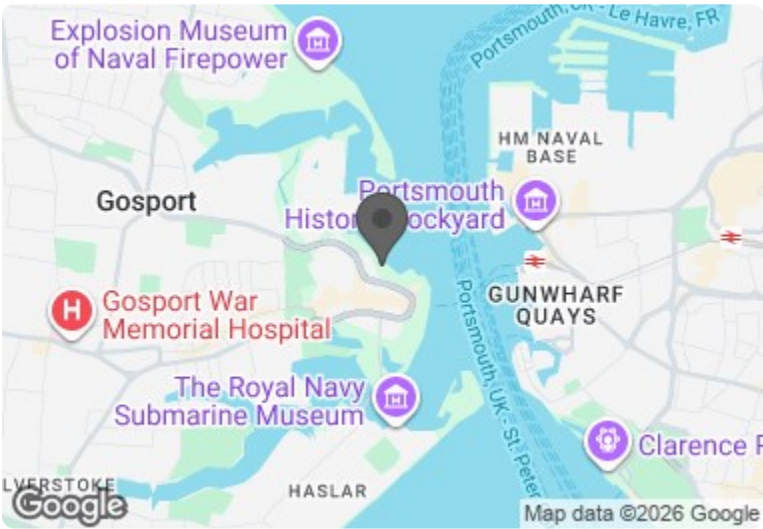 Explosion Museum
of Naval Firepower
Portsmouth, UK - Le Havre, FR
HM NAVAL
BASE
Gosport
Portsmouth
Historic Dockyard
GUNWHARF
QUAYS
H
Gosport War
Memorial Hospital
Portsmouth, UK - St. Peter
The Royal Navy
Submarine Museum
Clarence P
LVERSTOKE
HASLAR
Google
Map data ©2026 Google